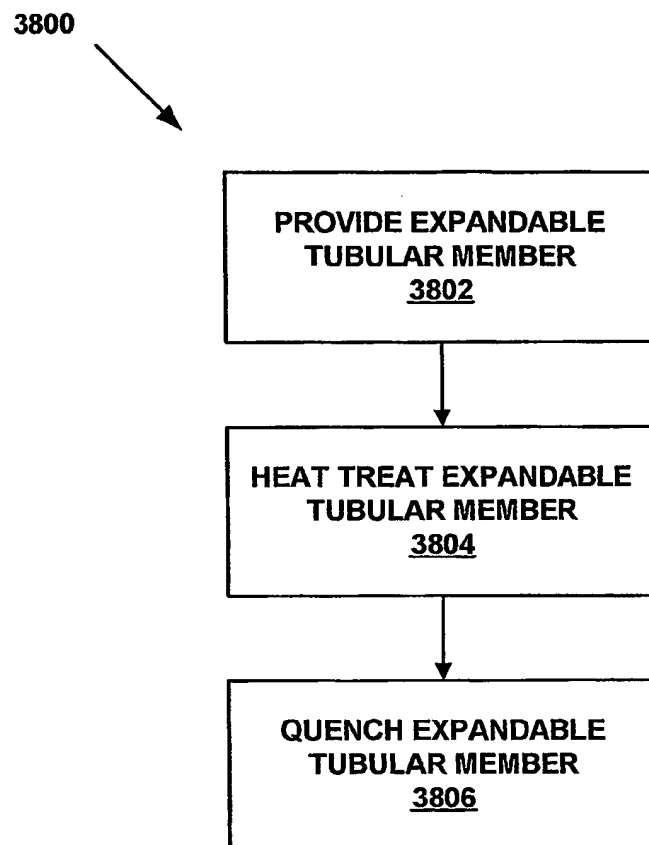 3800
PROVIDE EXPANDABLE
TUBULAR MEMBER
3802
HEAT TREAT EXPANDABLE
TUBULAR MEMBER
3804
QUENCH EXPANDABLE
TUBULAR MEMBER
3806